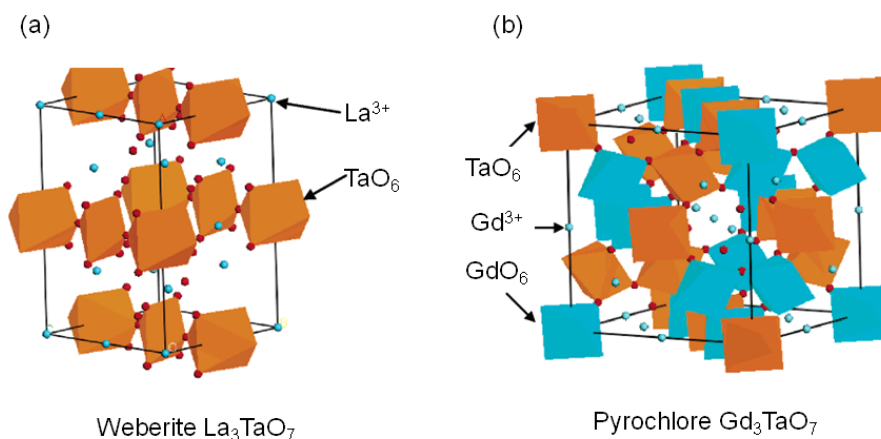 (a)
La³⁺
TaO₆
Weberite La₃TaO₇
(b)
TaO₆
Gd³⁺
GdO₆
Pyrochlore Gd₃TaO₇